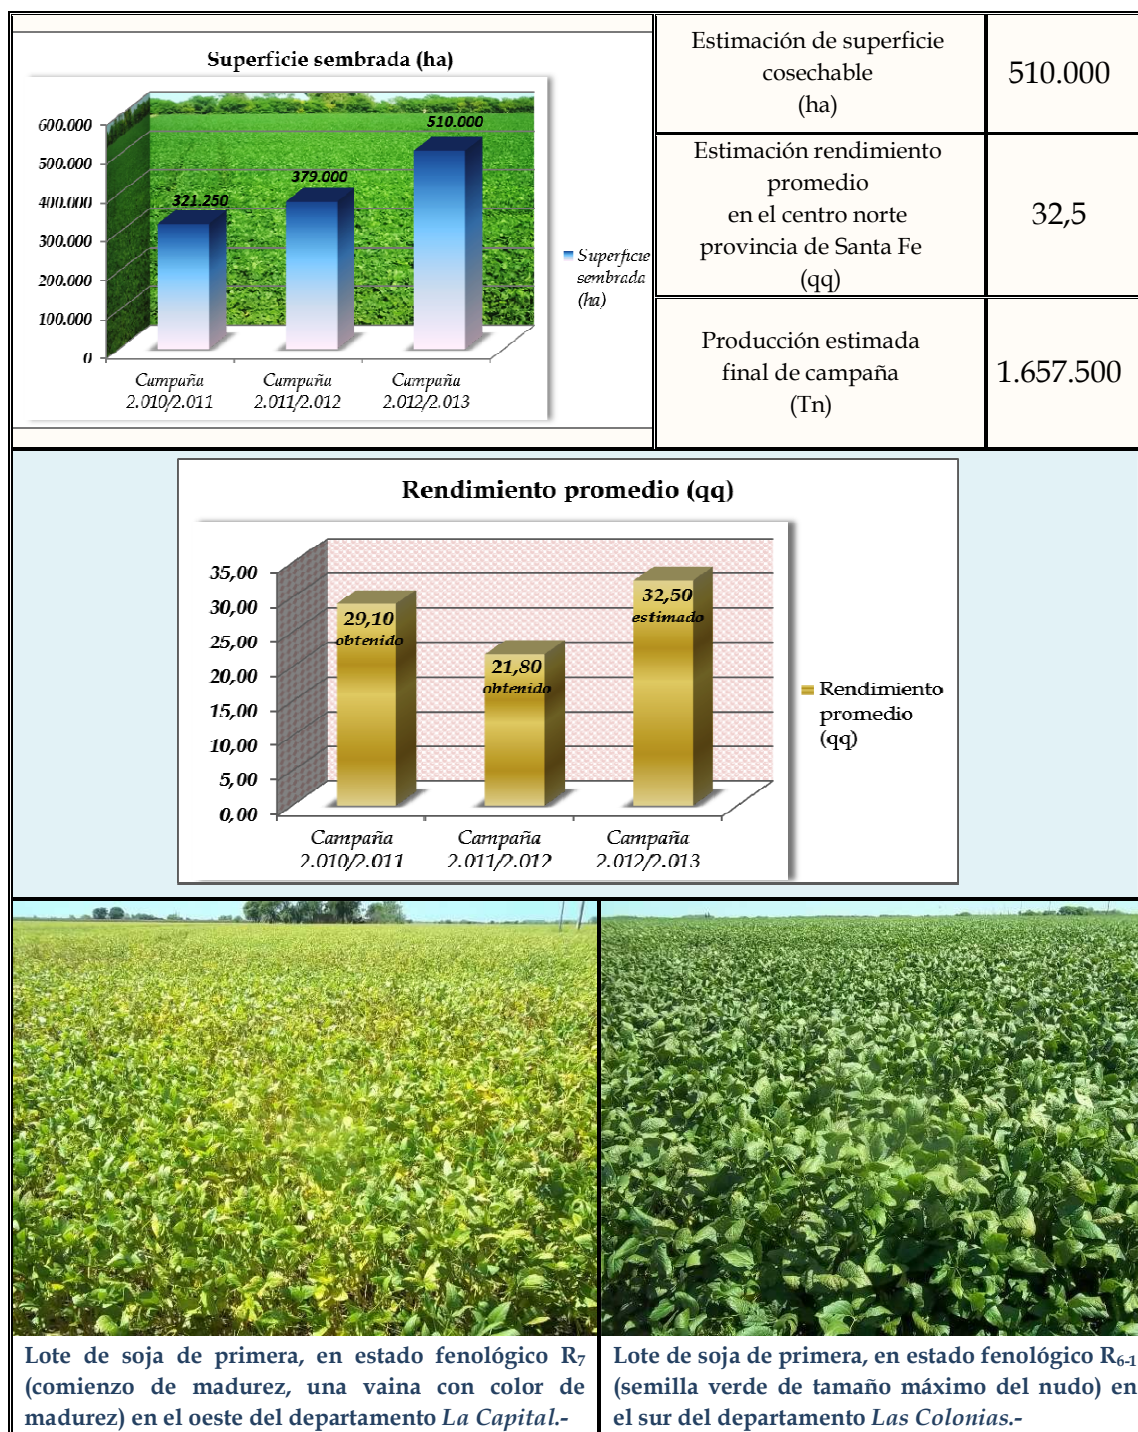 Superficie sembrada (ha)
600.000
500.000
400.000
300.000
200.000
100.000
0
321.250
379.000
510.000
Campaña
2.010/2.011
Campaña
2.011/2.012
Campaña
2.012/2.013
Superficie
sembrada
(ha)
Estimación de superficie
cosechable
(ha)
510.000
Estimación rendimiento
promedio
en el centro norte
provincia de Santa Fe
(qq)
32,5
Producción estimada
final de campaña
(Tn)
1.657.500
Rendimiento promedio (qq)
35,00
30,00
25,00
20,00
15,00
10,00
5,00
0,00
29,10
obtenido
21,80
obtenido
32,50
estimado
Campaña
2.010/2.011
Campaña
2.011/2.012
Campaña
2.012/2.013
Rendimiento
promedio
(qq)
Lote de soja de primera, en estado fenológico R7
(comienzo de madurez, una vaina con color de
madurez) en el oeste del departamento La Capital.-
Lote de soja de primera, en estado fenológico R6-1
(semilla verde de tamaño máximo del nudo) en
el sur del departamento Las Colonias.-